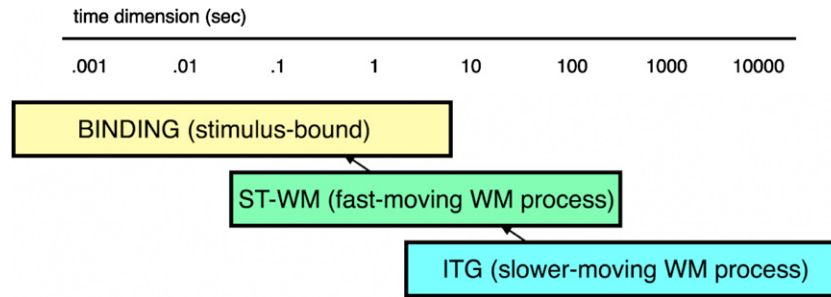 time dimension (sec)
.001 .01 .1 1 10 100 1000 10000
BINDING (stimulus-bound)
ST-WM (fast-moving WM process)
ITG (slower-moving WM process)